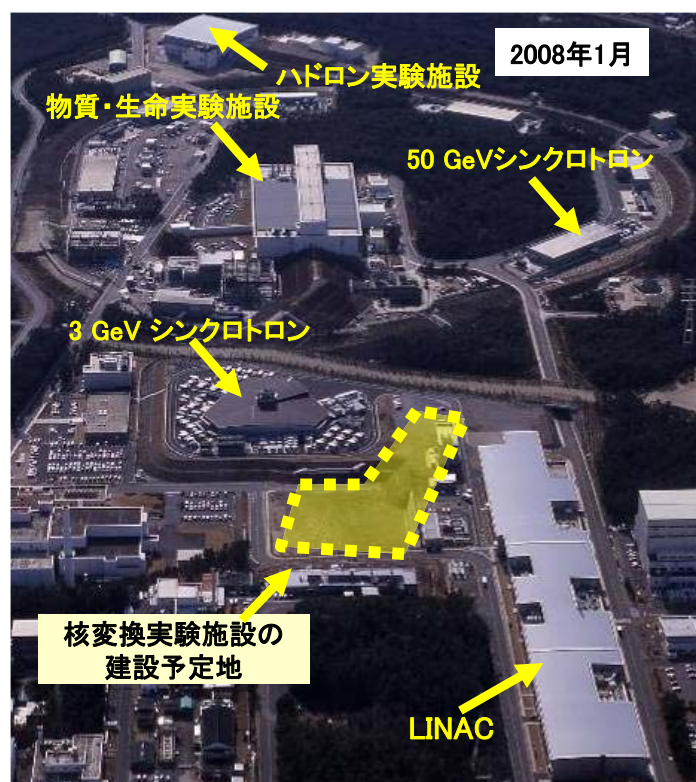 2008年1月
ハドロン実験施設
物質・生命実験施設
50 GeVシンクロトロン
3 GeV シンクロトロン
核変換実験施設の
建設予定地
LINAC